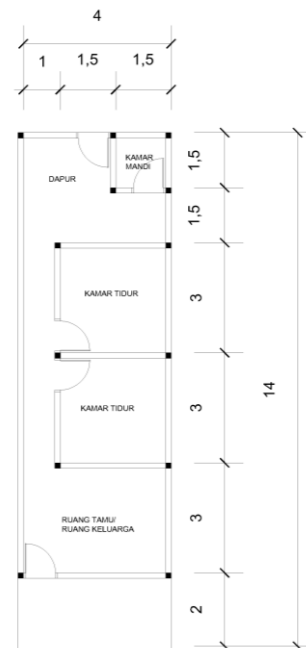 4
1
1,5
1,5
KAMAR
MANDI
DAPUR
1,5
1,5
KAMAR TIDUR
3
14
KAMAR TIDUR
3
RUANG TAMU/
RUANG KELUARGA
3
2